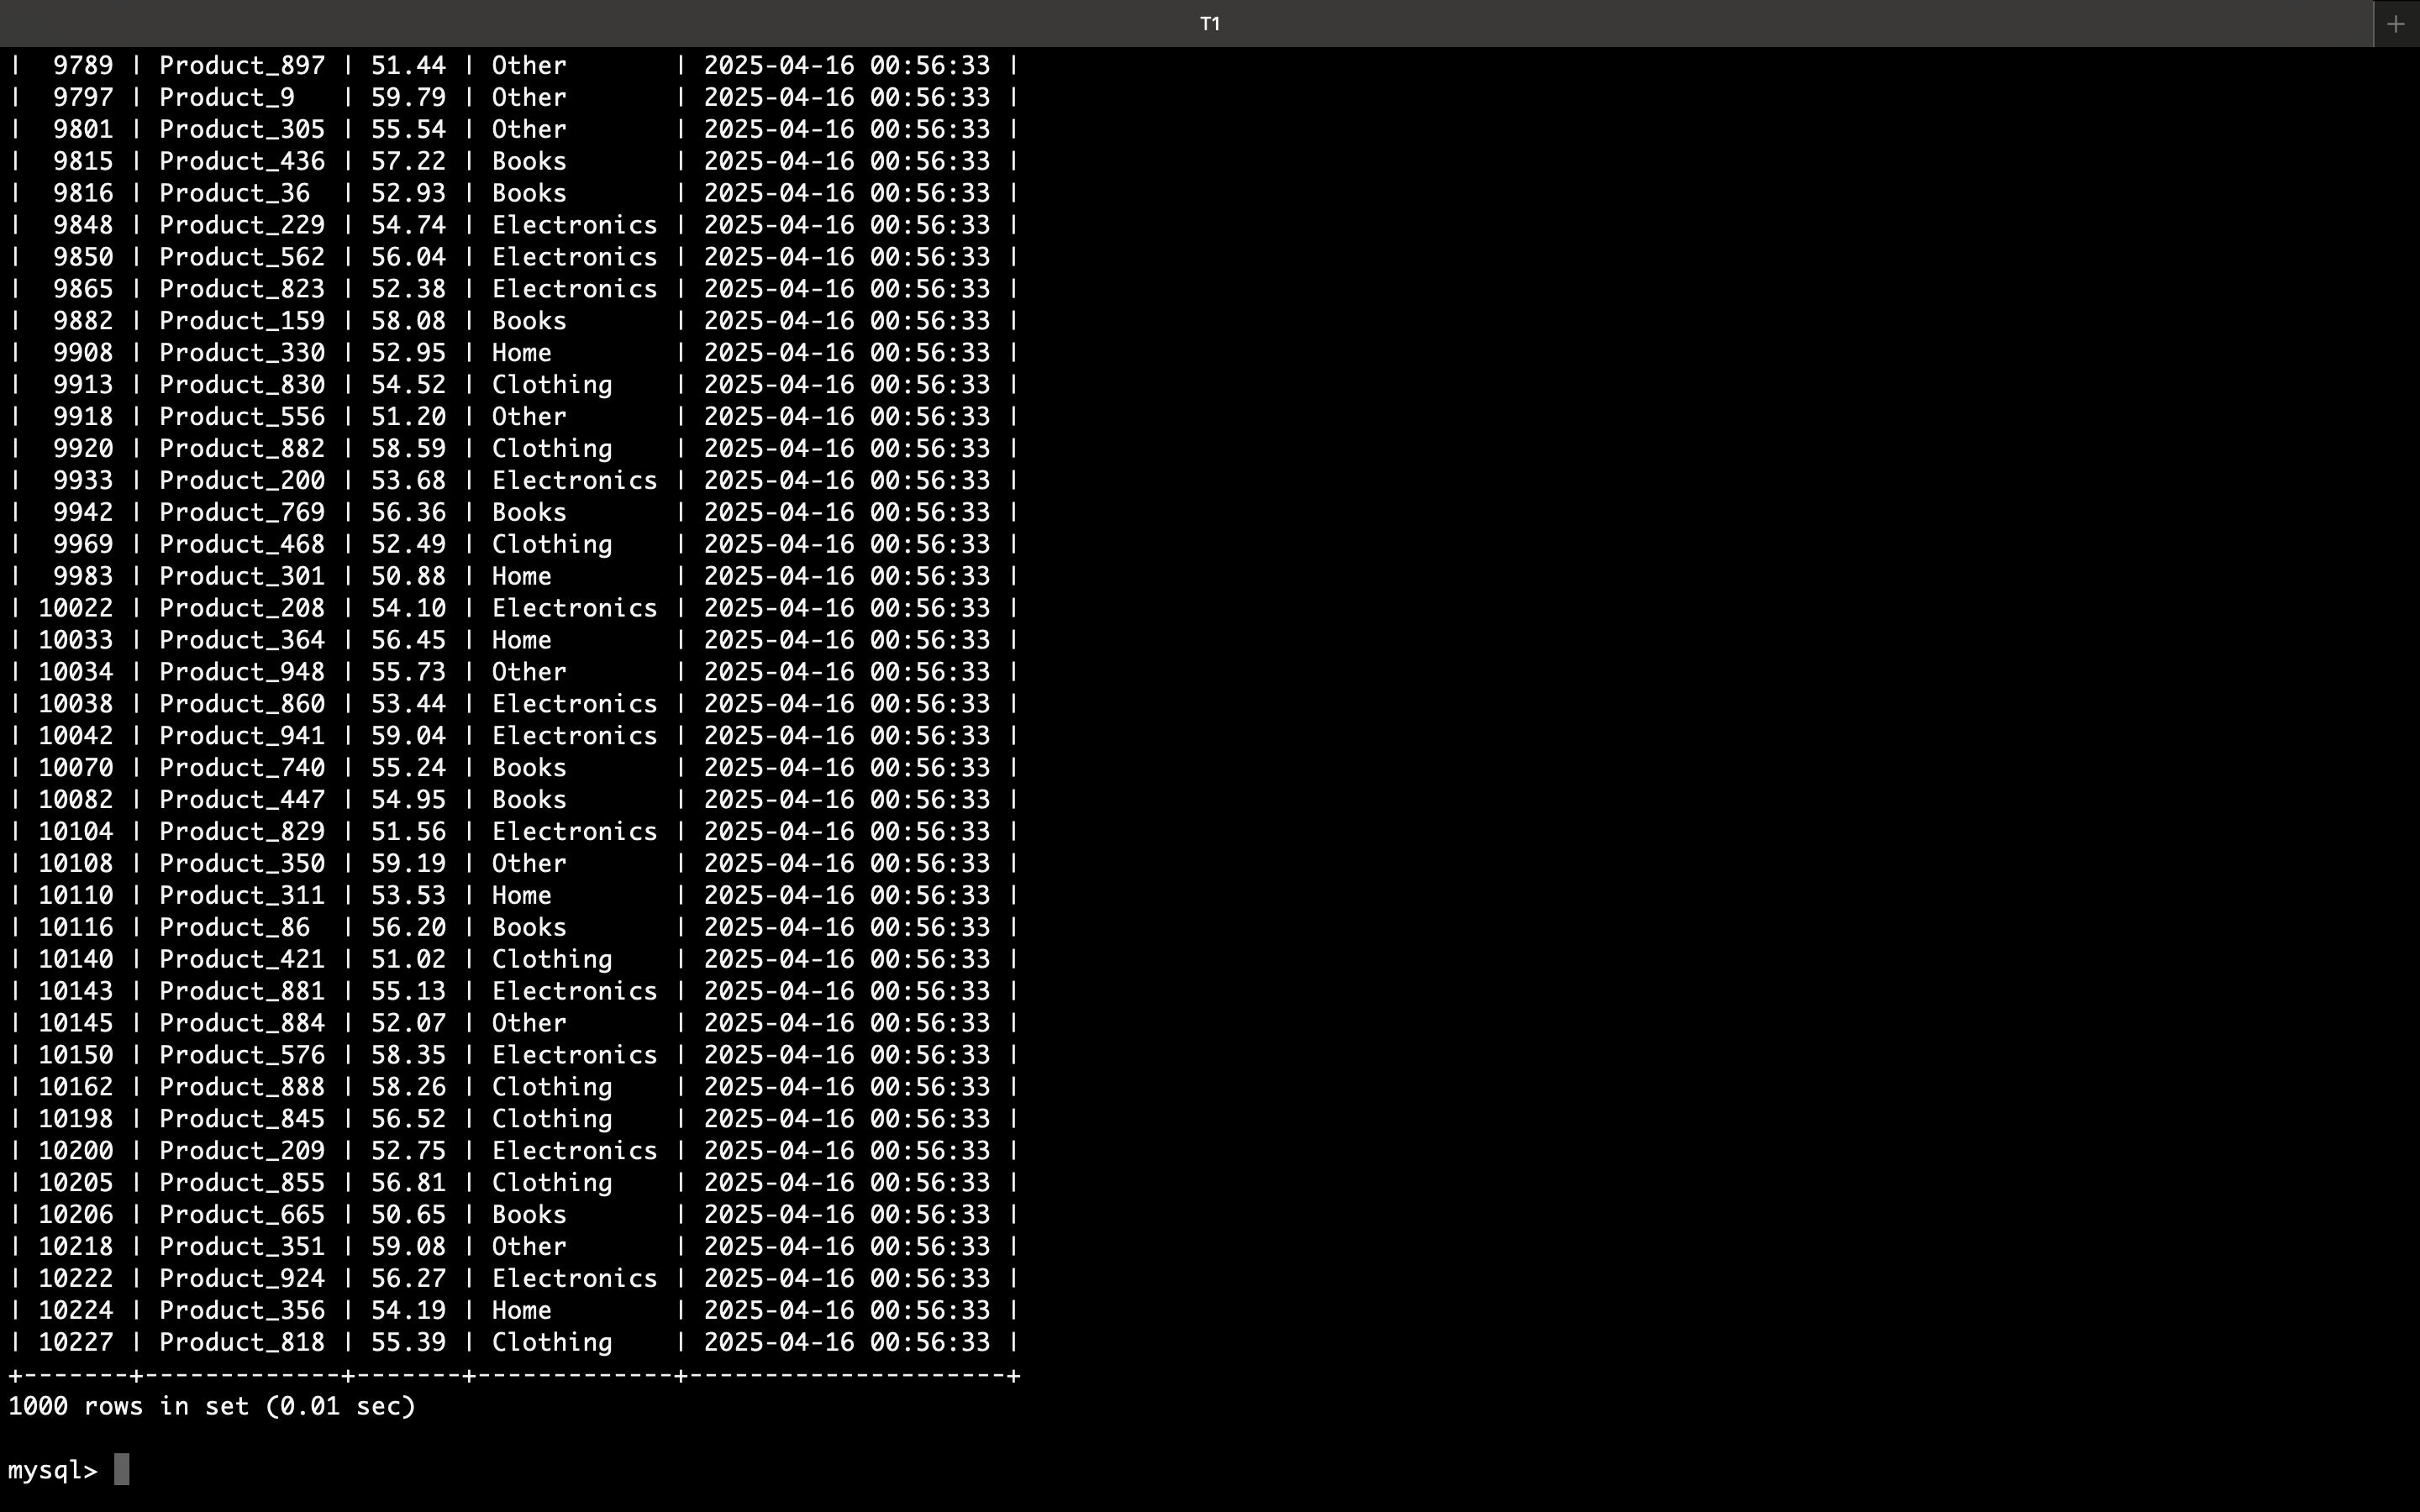 T1
+
|  9789 | Product_897 | 51.44 | Other       | 2025-04-16 00:56:33 |
|  9797 | Product_9   | 59.79 | Other       | 2025-04-16 00:56:33 |
|  9801 | Product_305 | 55.54 | Other       | 2025-04-16 00:56:33 |
|  9815 | Product_436 | 57.22 | Books       | 2025-04-16 00:56:33 |
|  9816 | Product_36  | 52.93 | Books       | 2025-04-16 00:56:33 |
|  9848 | Product_229 | 54.74 | Electronics | 2025-04-16 00:56:33 |
|  9850 | Product_562 | 56.04 | Electronics | 2025-04-16 00:56:33 |
|  9865 | Product_823 | 52.38 | Electronics | 2025-04-16 00:56:33 |
|  9882 | Product_159 | 58.08 | Books       | 2025-04-16 00:56:33 |
|  9908 | Product_330 | 52.95 | Home        | 2025-04-16 00:56:33 |
|  9913 | Product_830 | 54.52 | Clothing    | 2025-04-16 00:56:33 |
|  9918 | Product_556 | 51.20 | Other       | 2025-04-16 00:56:33 |
|  9920 | Product_882 | 58.59 | Clothing    | 2025-04-16 00:56:33 |
|  9933 | Product_200 | 53.68 | Electronics | 2025-04-16 00:56:33 |
|  9942 | Product_769 | 56.36 | Books       | 2025-04-16 00:56:33 |
|  9969 | Product_468 | 52.49 | Clothing    | 2025-04-16 00:56:33 |
|  9983 | Product_301 | 50.88 | Home        | 2025-04-16 00:56:33 |
| 10022 | Product_208 | 54.10 | Electronics | 2025-04-16 00:56:33 |
| 10033 | Product_364 | 56.45 | Home        | 2025-04-16 00:56:33 |
| 10034 | Product_948 | 55.73 | Other       | 2025-04-16 00:56:33 |
| 10038 | Product_860 | 53.44 | Electronics | 2025-04-16 00:56:33 |
| 10042 | Product_941 | 59.04 | Electronics | 2025-04-16 00:56:33 |
| 10070 | Product_740 | 55.24 | Books       | 2025-04-16 00:56:33 |
| 10082 | Product_447 | 54.95 | Books       | 2025-04-16 00:56:33 |
| 10104 | Product_829 | 51.56 | Electronics | 2025-04-16 00:56:33 |
| 10108 | Product_350 | 59.19 | Other       | 2025-04-16 00:56:33 |
| 10110 | Product_311 | 53.53 | Home        | 2025-04-16 00:56:33 |
| 10116 | Product_86  | 56.20 | Books       | 2025-04-16 00:56:33 |
| 10140 | Product_421 | 51.02 | Clothing    | 2025-04-16 00:56:33 |
| 10143 | Product_881 | 55.13 | Electronics | 2025-04-16 00:56:33 |
| 10145 | Product_884 | 52.07 | Other       | 2025-04-16 00:56:33 |
| 10150 | Product_576 | 58.35 | Electronics | 2025-04-16 00:56:33 |
| 10162 | Product_888 | 58.26 | Clothing    | 2025-04-16 00:56:33 |
| 10198 | Product_845 | 56.52 | Clothing    | 2025-04-16 00:56:33 |
| 10200 | Product_209 | 52.75 | Electronics | 2025-04-16 00:56:33 |
| 10205 | Product_855 | 56.81 | Clothing    | 2025-04-16 00:56:33 |
| 10206 | Product_665 | 50.65 | Books       | 2025-04-16 00:56:33 |
| 10218 | Product_351 | 59.08 | Other       | 2025-04-16 00:56:33 |
| 10222 | Product_924 | 56.27 | Electronics | 2025-04-16 00:56:33 |
| 10224 | Product_356 | 54.19 | Home        | 2025-04-16 00:56:33 |
| 10227 | Product_818 | 55.39 | Clothing    | 2025-04-16 00:56:33 |
+-------+-------------+-------+-------------+---------------------+
1000 rows in set (0.01 sec)
mysql>